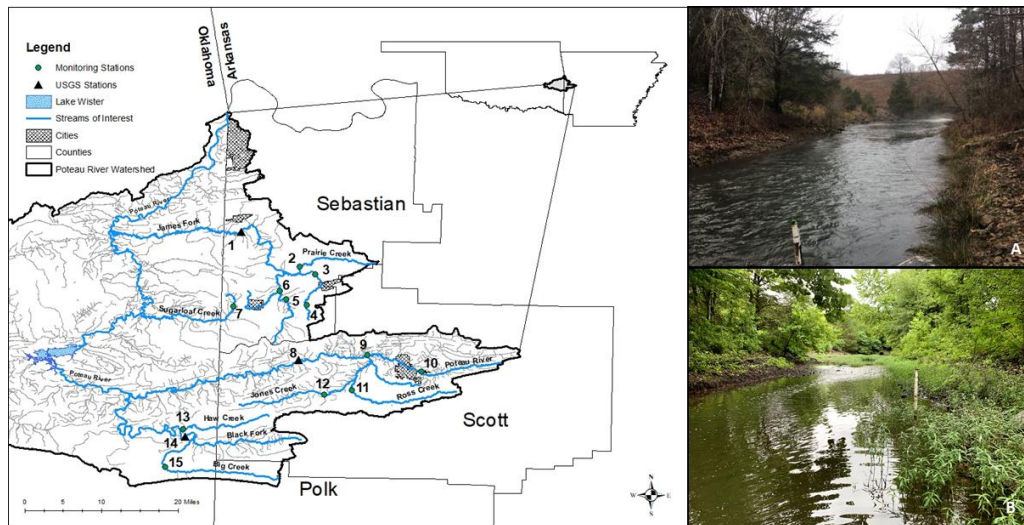 Legend
Monitoring Stations
USGS Stations
Lake Wister
Streams of Interest
Cities
Counties
Poteau River Watershed
Oklahoma
Arkansas
Sebastian
Poteau River
James Fork
1
Prairie Creek
2
3
6
5
4
7
Sugarloaf Creek
8
9
10
Poteau River
Poteau River
Jones Creek
12
11
Ross Creek
13
Haw Creek
14
Black Fork
15
Big Creek
Scott
Polk
N
W E
S
0 5 10 20 Miles
A
B